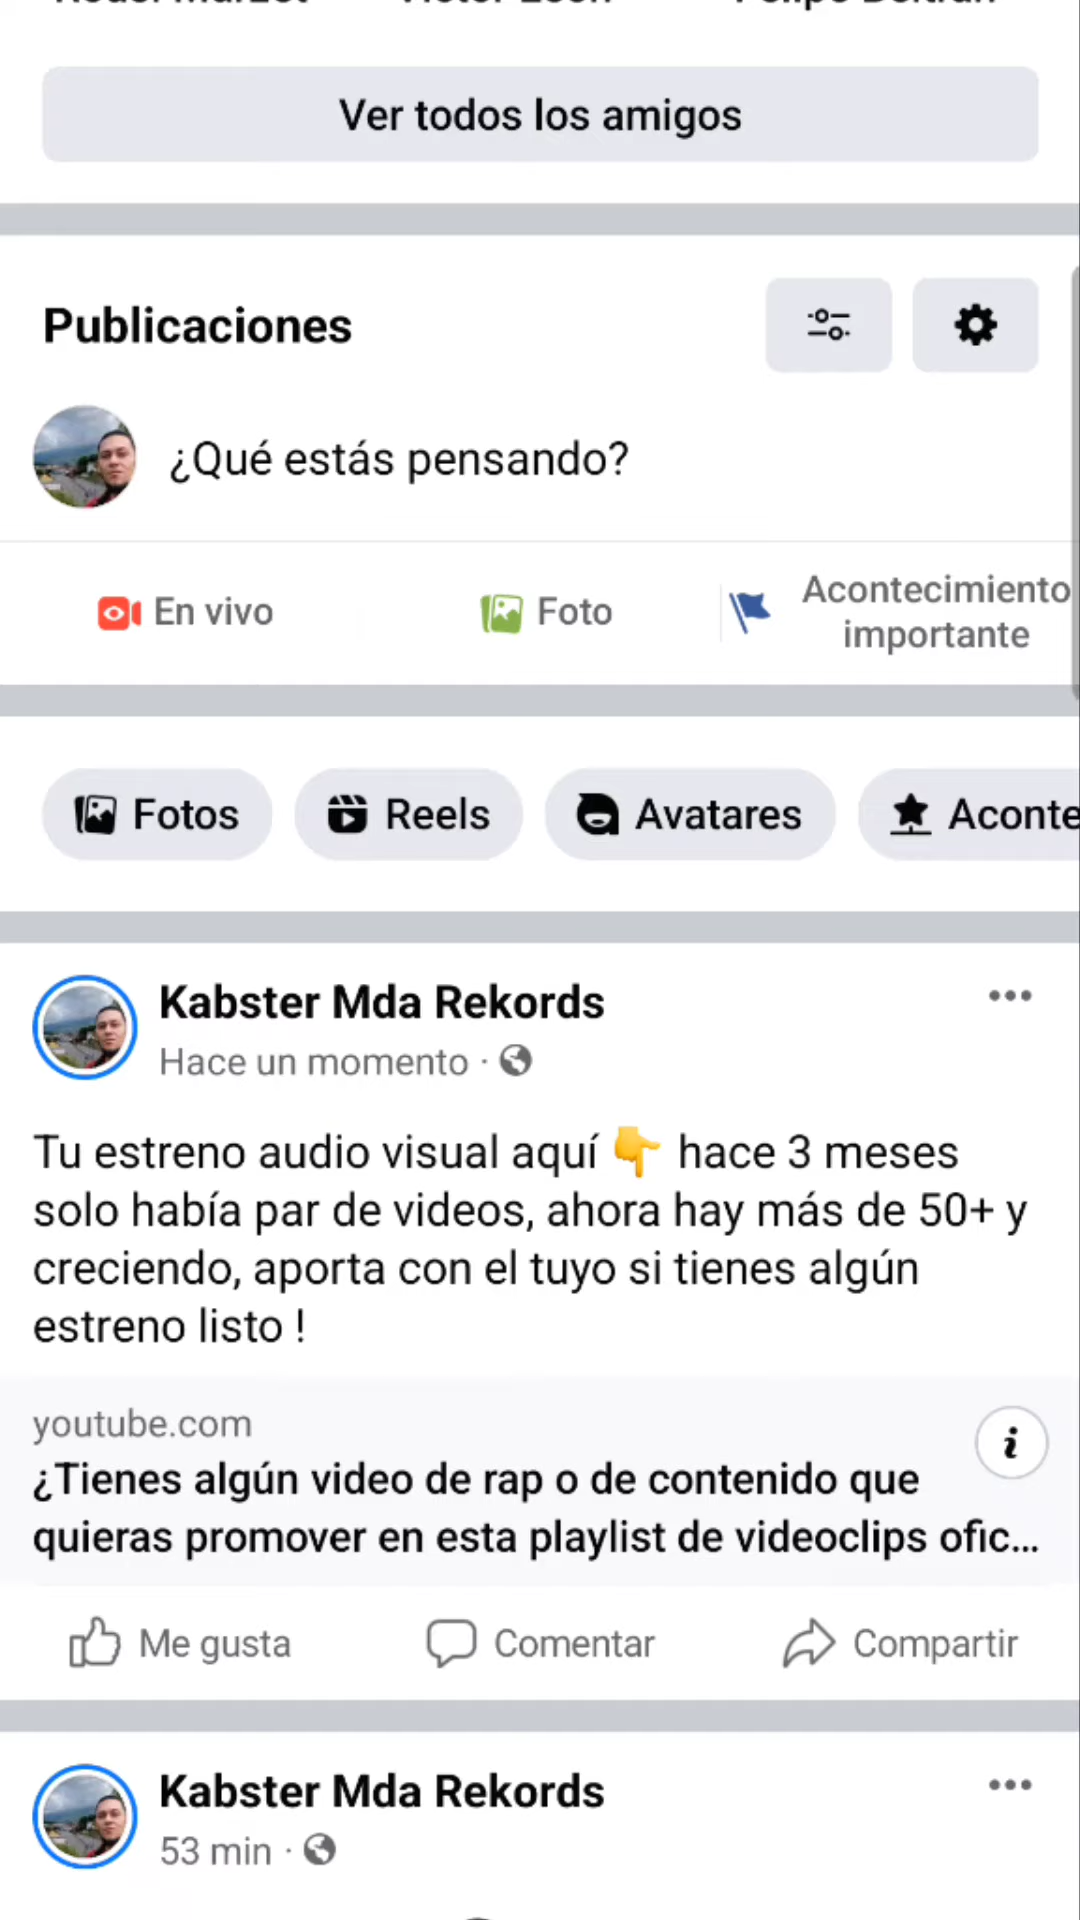 Ver todos los amigos
Publicaciones
¿Qué estás pensando?
En vivo
Foto
Acontecimiento
importante
Fotos
Reels
Avatares
Aconte
Kabster Mda Rekords
Hace un momento ·
Tu estreno audio visual aquí 👇 hace 3 meses
solo había par de videos, ahora hay más de 50+ y
creciendo, aporta con el tuyo si tienes algún
estreno listo !
youtube.com
¿Tienes algún video de rap o de contenido que
quieras promover en esta playlist de videoclips ofic...
Me gusta
Comentar
Compartir
Kabster Mda Rekords
53 min ·